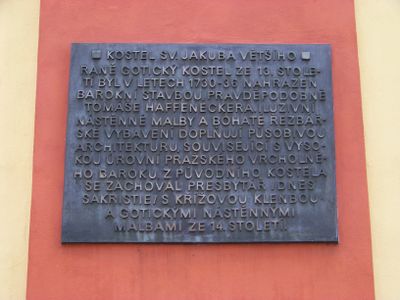 KOSTEL SV. JAKUBA VĚTŠÍHO
RANĚ GOTICKÝ KOSTEL ZE 13. STOLE-
TÍ BYL V LETECH 1730-36 NAHRAZEN
BAROKNÍ STAVBOU PRAVDĚPODOBNĚ
TOMÁŠE HAFFENECKERA. ILUZIVNÍ
NÁSTĚNNÉ MALBY A BOHATÉ ŘEZBÁŘ-
SKÉ VYBAVENÍ DOPLŇUJÍ PŮSOBIVOU
ARCHITEKTURU, SOUVISEJÍCÍ S VYSO-
KOU ÚROVNÍ PRAŽSKÉHO VRCHOLNÉ-
HO BAROKU. Z PŮVODNÍHO KOSTELA
SE ZACHOVAL PRESBYTÁŘ /DNES
SAKRISTIE/ S KŘÍŽOVOU KLENBOU
A GOTICKÝMI NÁSTĚNNÝMI
MALBAMI ZE 14. STOLETÍ.